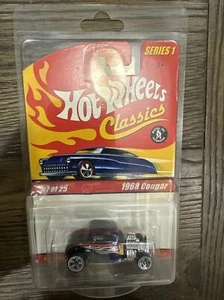 SERIES 1
Hot Wheels
Classics
of 25
1968 Cougar